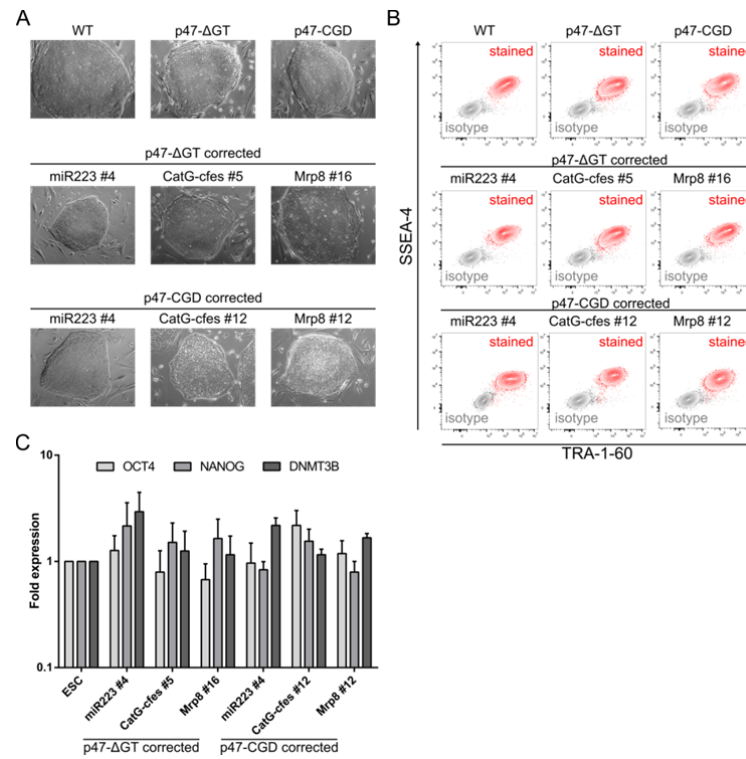 A
WT p47-ΔGT p47-CGD
p47-ΔGT corrected
miR223 #4 CatG-cfes #5 Mrp8 #16
p47-CGD corrected
miR223 #4 CatG-cfes #12 Mrp8 #12
B
WT p47-ΔGT p47-CGD
stained stained stained
isotype isotype isotype
p47-ΔGT corrected
miR223 #4 CatG-cfes #5 Mrp8 #16
stained stained stained
isotype isotype isotype
p47-CGD corrected
miR223 #4 CatG-cfes #12 Mrp8 #12
stained stained stained
isotype isotype isotype
SSEA-4
TRA-1-60
C
OCT4 NANOG DNMT3B
Fold expression
10
1
0.1
ESC miR223 #4 CatG-cfes #5 Mrp8 #16 miR223 #4 CatG-cfes #12 Mrp8 #12
p47-ΔGT corrected p47-CGD corrected